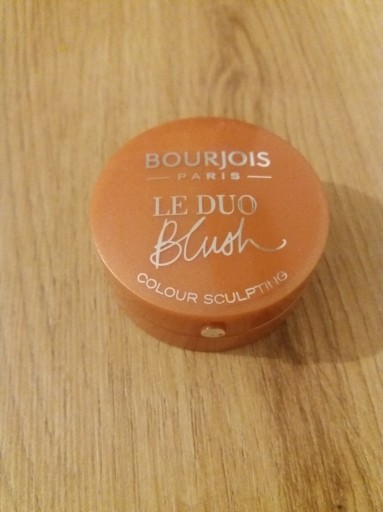 BOURJOIS
PARIS
LE DUO
Blush
COLOUR SCULPTING